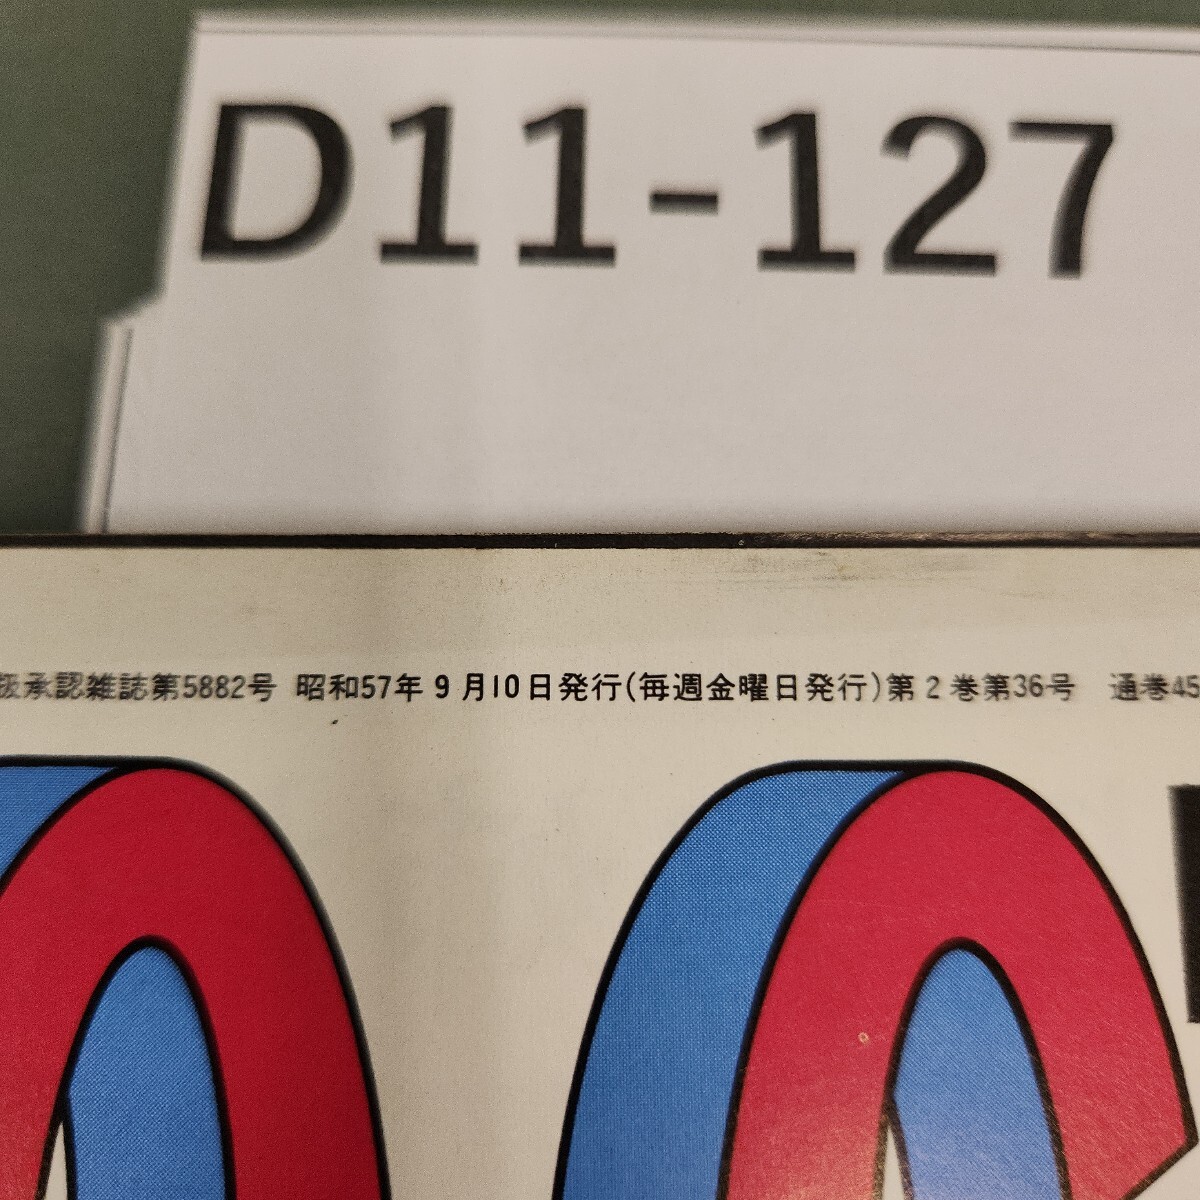 D11-127
扱承認雑誌第5882号 昭和57年9月10日発行(毎週金曜日発行)第2巻第36号 通巻45